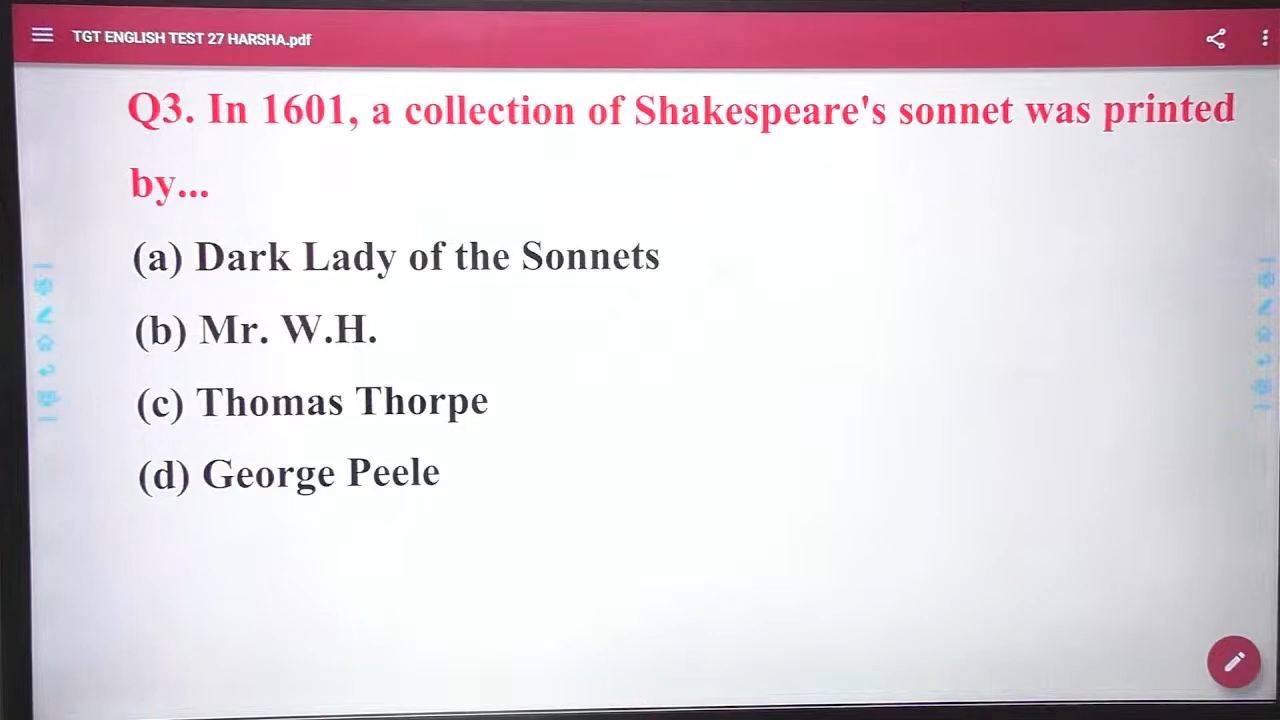 TGT ENGLISH TEST 27 HARSHA.pdf
Q3. In 1601, a collection of Shakespeare's sonnet was printed
by...
(a) Dark Lady of the Sonnets
(b) Mr. W.H.
(c) Thomas Thorpe
(d) George Peele